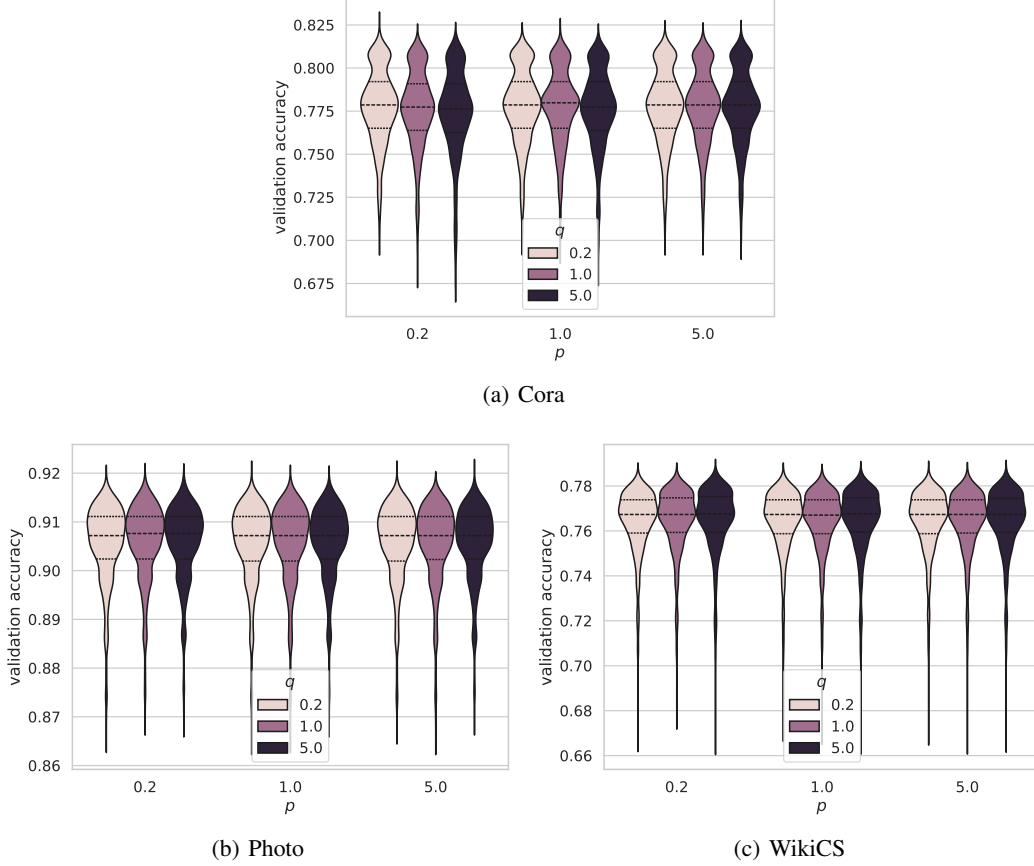 0.825
0.800
0.775
0.750
0.725
0.700
0.675
validation accuracy
q
0.2
1.0
5.0
0.2 1.0 5.0
p
(a) Cora
0.92
0.91
0.90
0.89
0.88
0.87
0.86
validation accuracy
q
0.2
1.0
5.0
0.2 1.0 5.0
p
(b) Photo
0.78
0.76
0.74
0.72
0.70
0.68
0.66
validation accuracy
q
0.2
1.0
5.0
0.2 1.0 5.0
p
(c) WikiCS